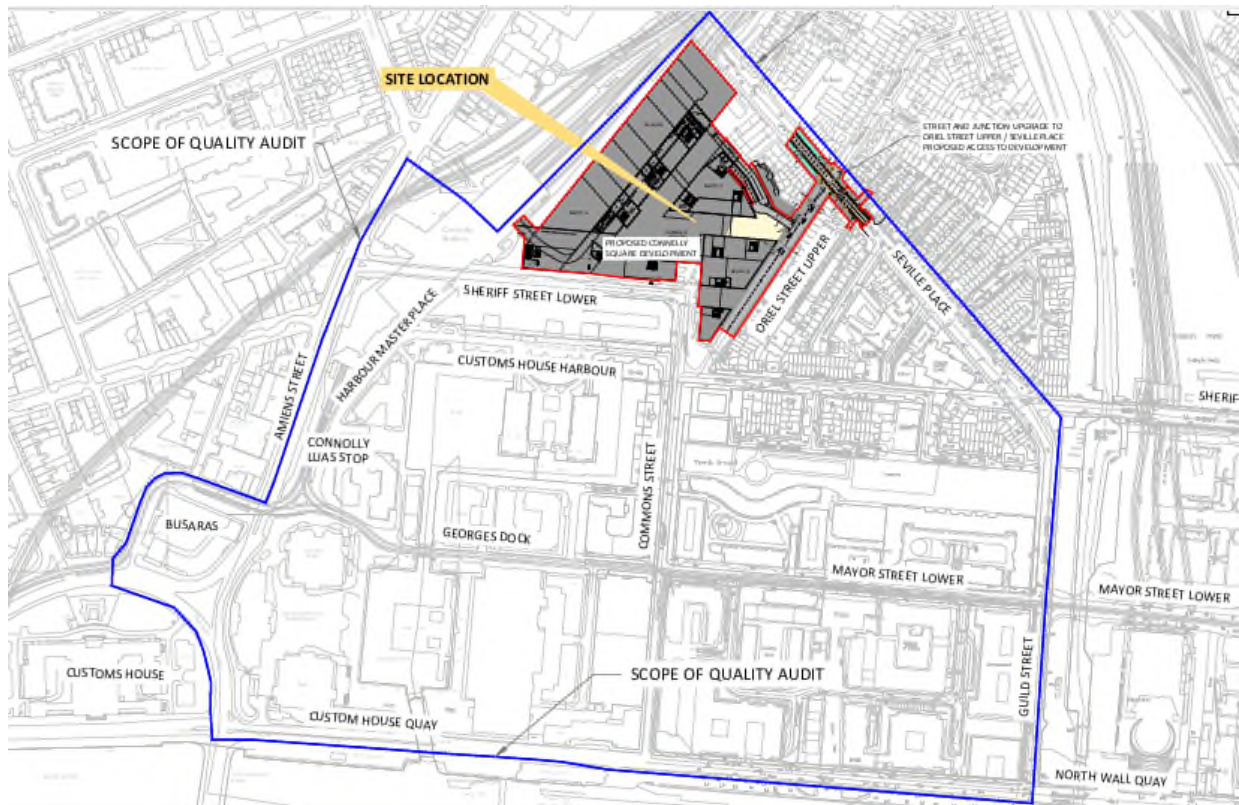 SITE LOCATION
SCOPE OF QUALITY AUDIT
STREET AND JUNCTION UPGRADE TO
ORIEL STREET UPPER / SEVILLE PLACE
PROPOSED ACCESS TO DEVELOPMENT
PROPOSED CONNOLLY
SQUARE DEVELOPMENT
ORIEL STREET UPPER
SEVILLE PLACE
SHERIFF STREET LOWER
HARBOUR MASTER PLACE
AMIENS STREET
CUSTOMS HOUSE HARBOUR
SHERIF
CONNOLLY
LUAS STOP
COMMONS STREET
BUSARAS
GEORGES DOCK
MAYOR STREET LOWER
MAYOR STREET LOWER
CUSTOMS HOUSE
SCOPE OF QUALITY AUDIT
GUILD STREET
CUSTOM HOUSE QUAY
NORTH WALL QUAY